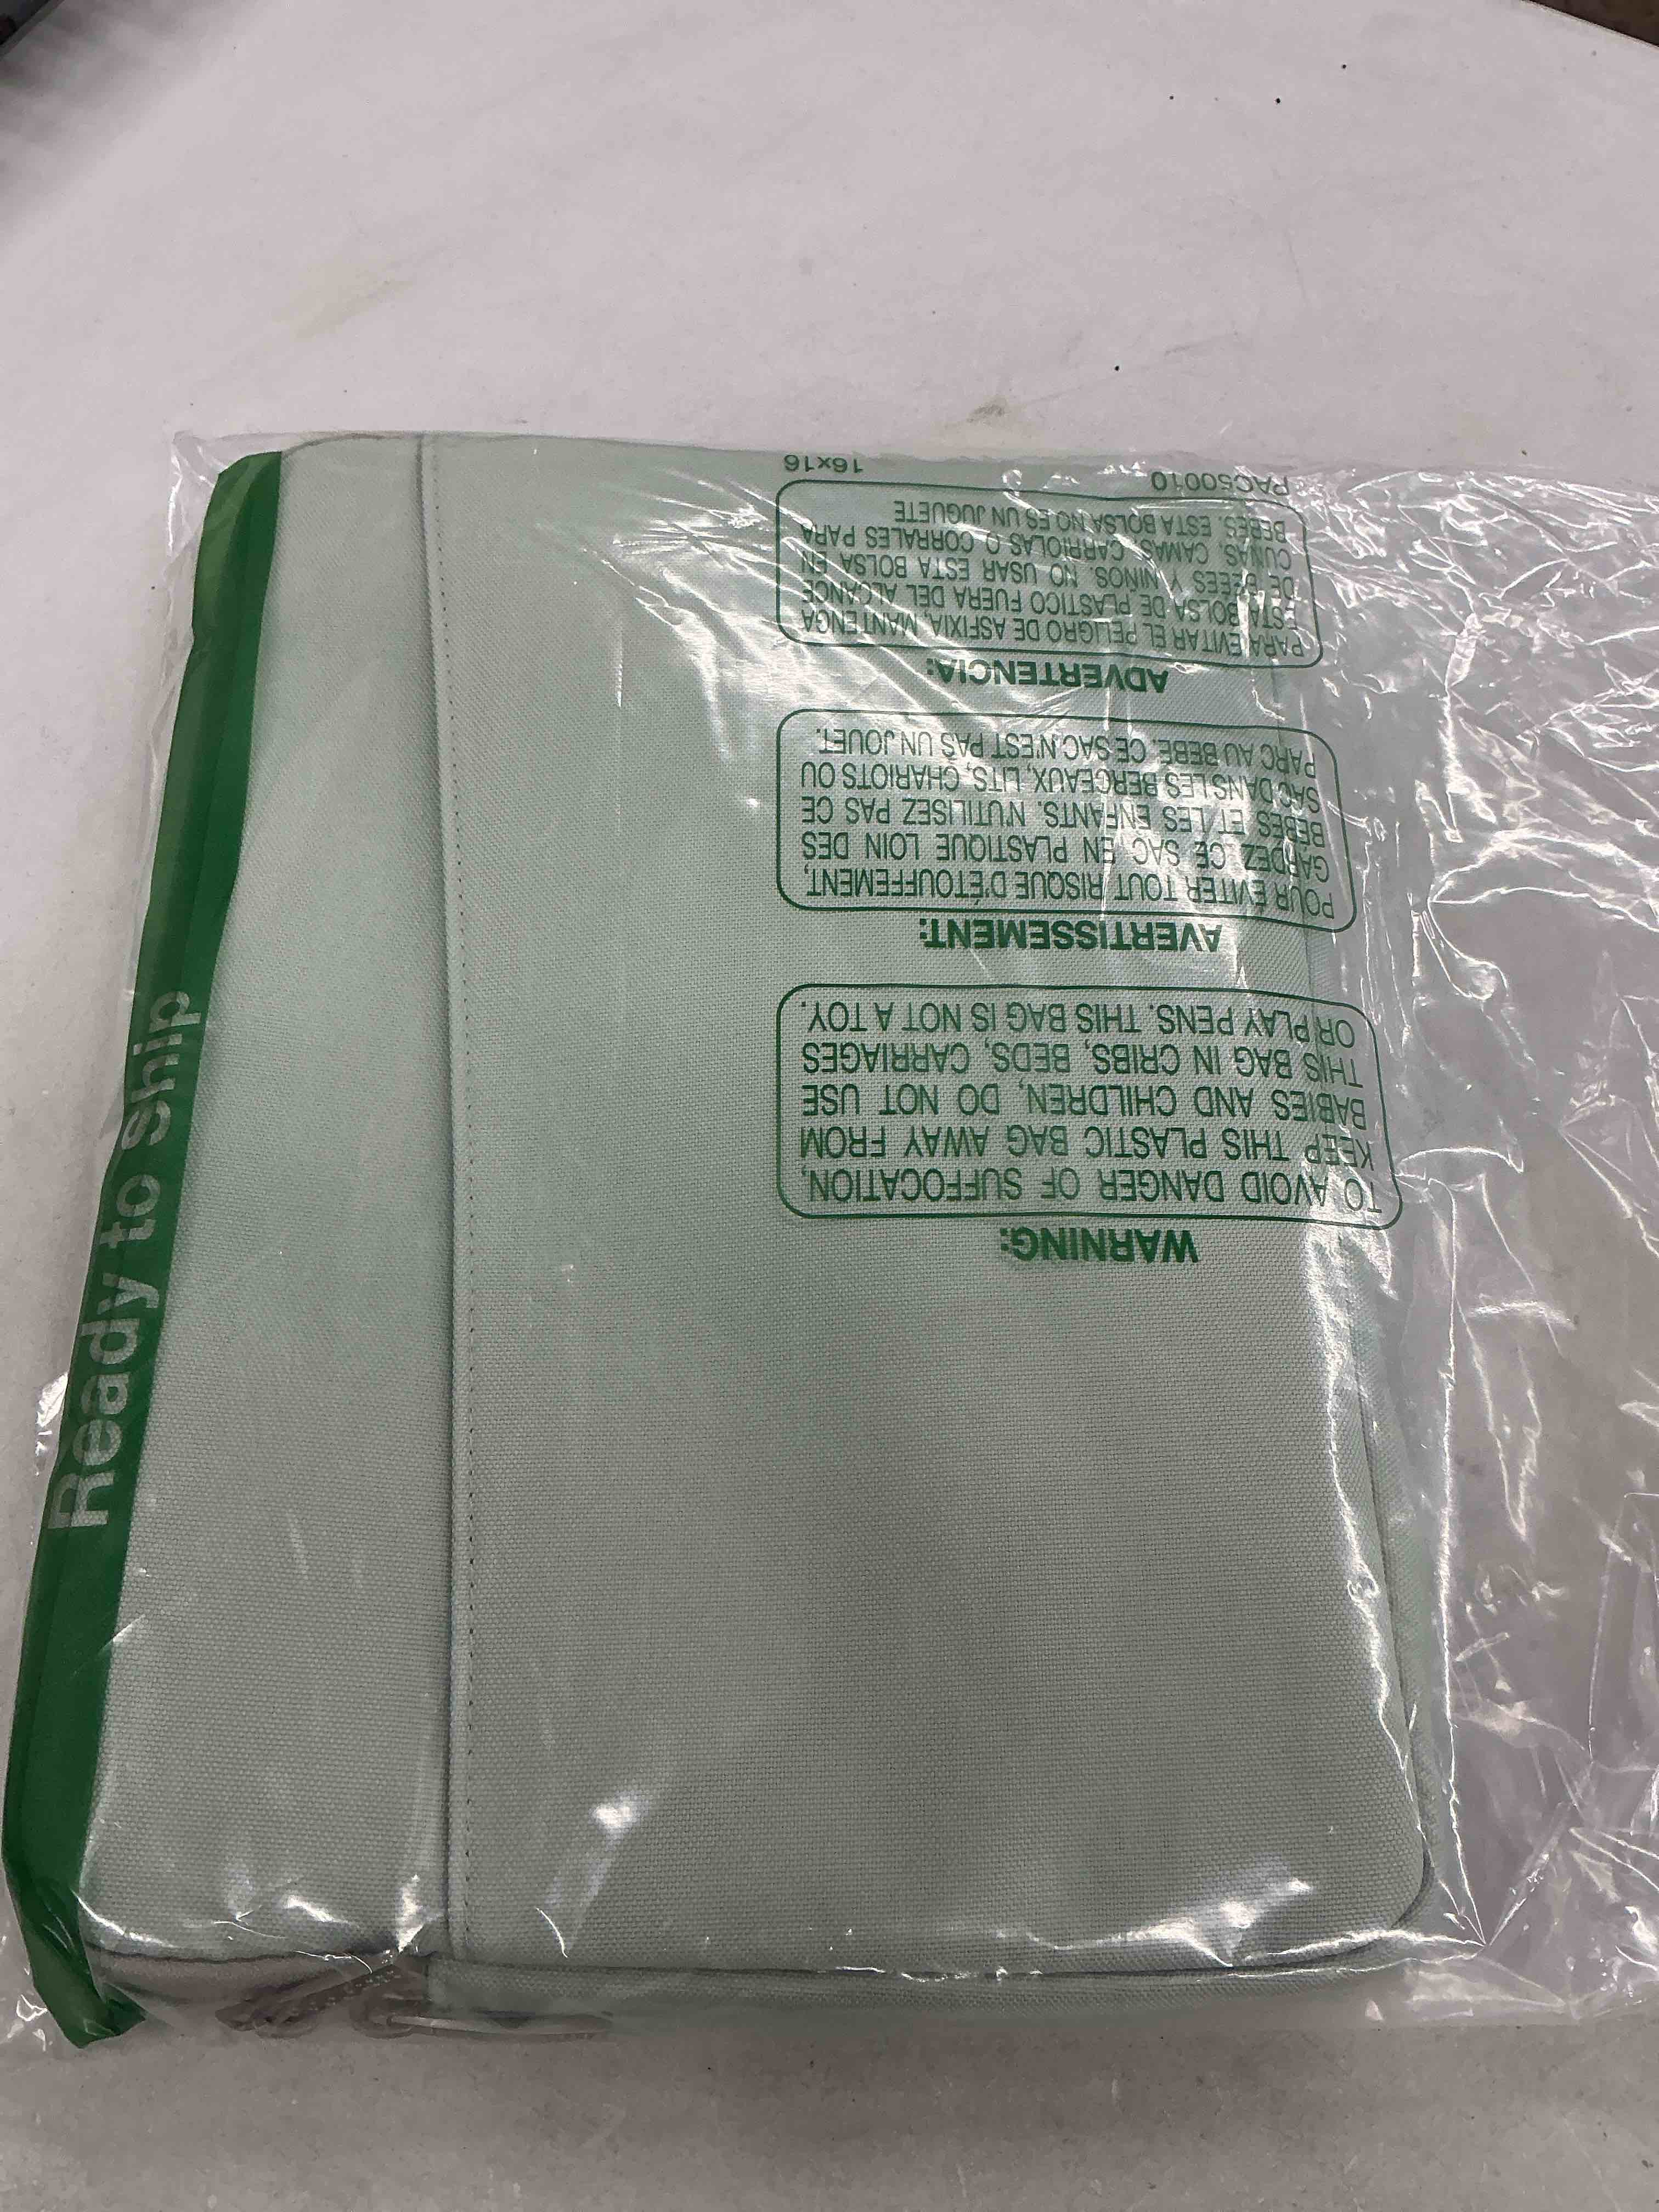 Ready to Ship
WARNING:
TO AVOID DANGER OF SUFFOCATION,
KEEP THIS PLASTIC BAG AWAY FROM
BABIES AND CHILDREN, DO NOT USE
THIS BAG IN CRIBS, BEDS, CARRIAGES
OR PLAY PENS. THIS BAG IS NOT A TOY.
AVERTISSEMENT:
POUR ÉVITER TOUT RISQUE D'ÉTOUFFEMENT,
GARDEZ CE SAC EN PLASTIQUE LOIN DES
BEBES ET LES ENFANTS. N'UTILISEZ PAS CE
SAC DANS LES BERCEAUX, LITS, CHARIOTS OU
PARC AU BEBE. CE SAC N'EST PAS UN JOUET.
ADVERTENCIA:
PARA EVITAR EL PELIGRO DE ASFIXIA, MANTENGA
ESTA BOLSA DE PLASTICO FUERA DEL ALCANCE
DE BEBES Y NINOS. NO USAR ESTA BOLSA EN
CUNAS, CAMAS, CARRIOLAS O CORRALES PARA
BEBES. ESTA BOLSA NO ES UN JUGUETE
PAC50010 16x16